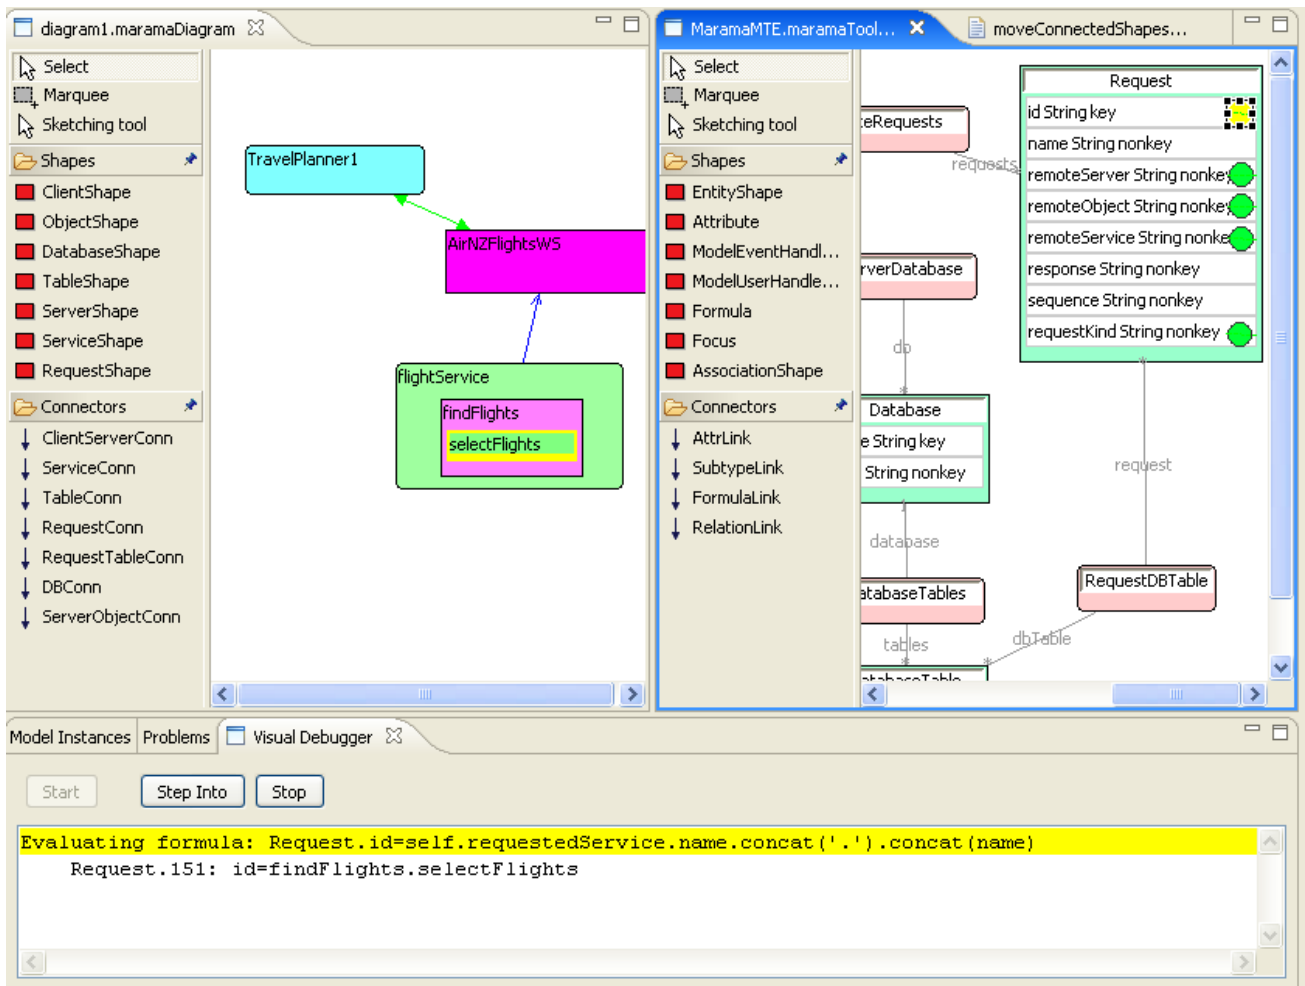 diagram1.maramaDiagram
Select
Marquee
Sketching tool
Shapes
ClientShape
ObjectShape
DatabaseShape
TableShape
ServerShape
ServiceShape
RequestShape
Connectors
ClientServerConn
ServiceConn
TableConn
RequestConn
RequestTableConn
DBConn
ServerObjectConn
TravelPlanner1
AirNZFlightsWS
flightService
findFlights
selectFlights
MaramaMTE.maramaTool...
moveConnectedShapes...
Select
Marquee
Sketching tool
Shapes
EntityShape
Attribute
ModelEventHandl...
ModelUserHandle...
Formula
Focus
AssociationShape
Connectors
AttrLink
SubtypeLink
FormulaLink
RelationLink
teRequests
requests
Request
id String key
name String nonkey
remoteServer String nonkey
remoteObject String nonkey
remoteService String nonke
response String nonkey
sequence String nonkey
requestKind String nonkey
rverDatabase
db
*
Database
e String key
String nonkey
database
atabaseTables
tables
*
atabaseTable
*
request
RequestDBTable
dbTable
*
Model Instances
Problems
Visual Debugger
Start
Step Into
Stop
Evaluating formula: Request.id=self.requestedService.name.concat('.').concat(name)
Request.151: id=findFlights.selectFlights